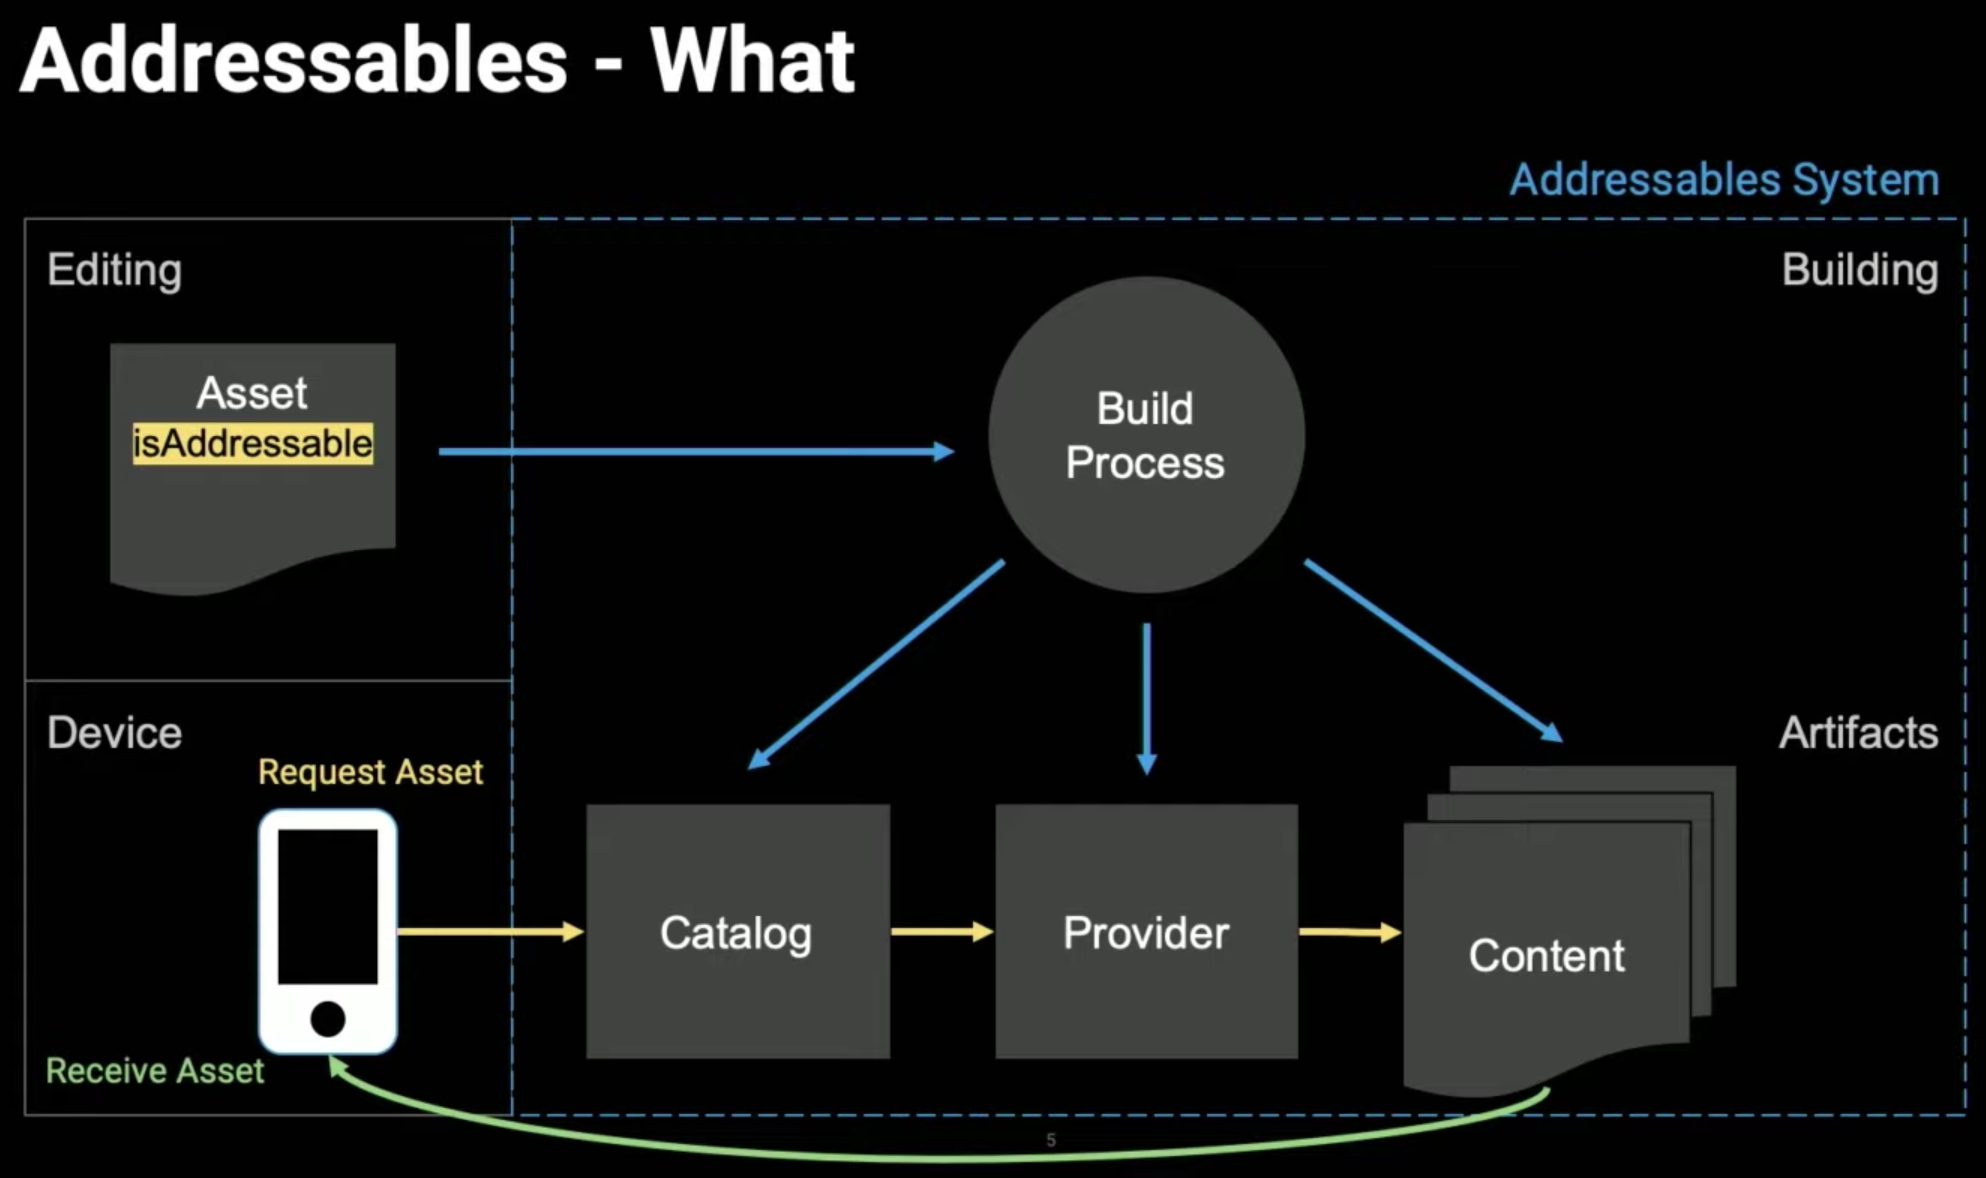 Addressables - What
Addressables System
Editing
Building
Asset
isAddressable
Build
Process
Device
Artifacts
Request Asset
Catalog
Provider
Content
Receive Asset
5